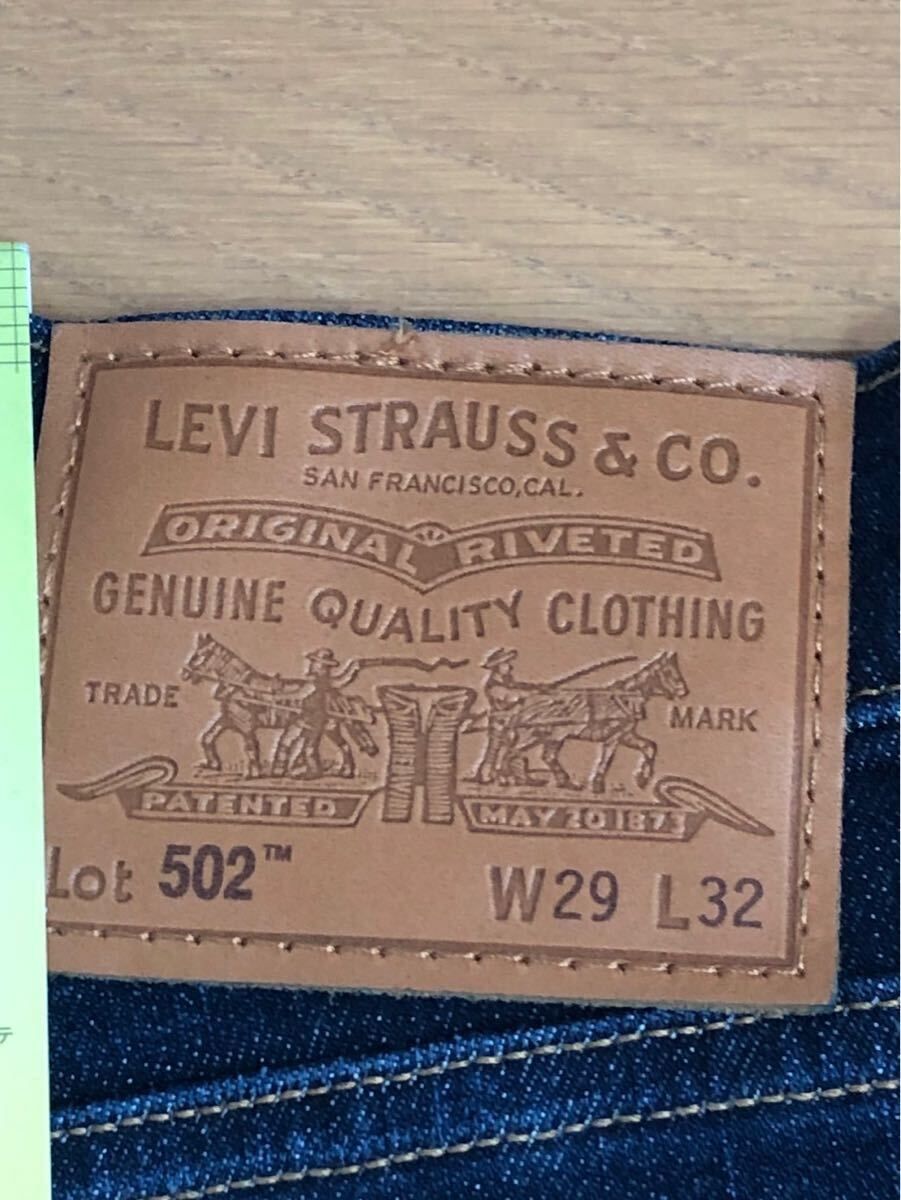 LEVI STRAUSS & CO.
SAN FRANCISCO, CAL.
ORIGINAL RIVETED
GENUINE QUALITY CLOTHING
TRADE MARK
PATENTED MAY 20 1873
Lot 502™ W29 L32
テ